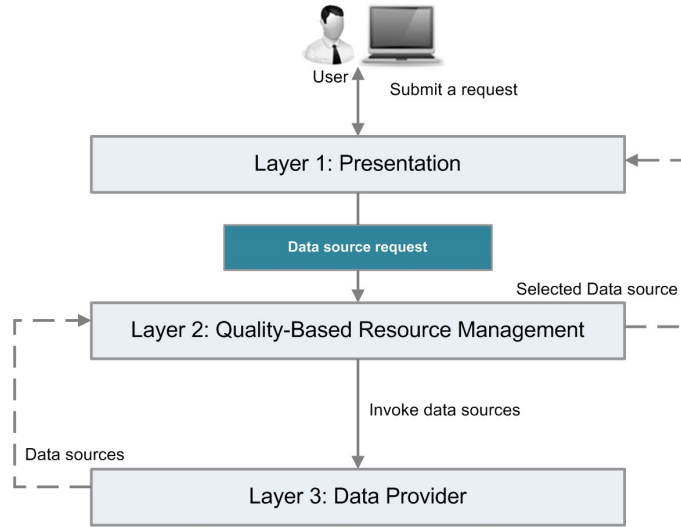 User
Submit a request
Layer 1: Presentation
Data source request
Selected Data source
Layer 2: Quality-Based Resource Management
Invoke data sources
Data sources
Layer 3: Data Provider